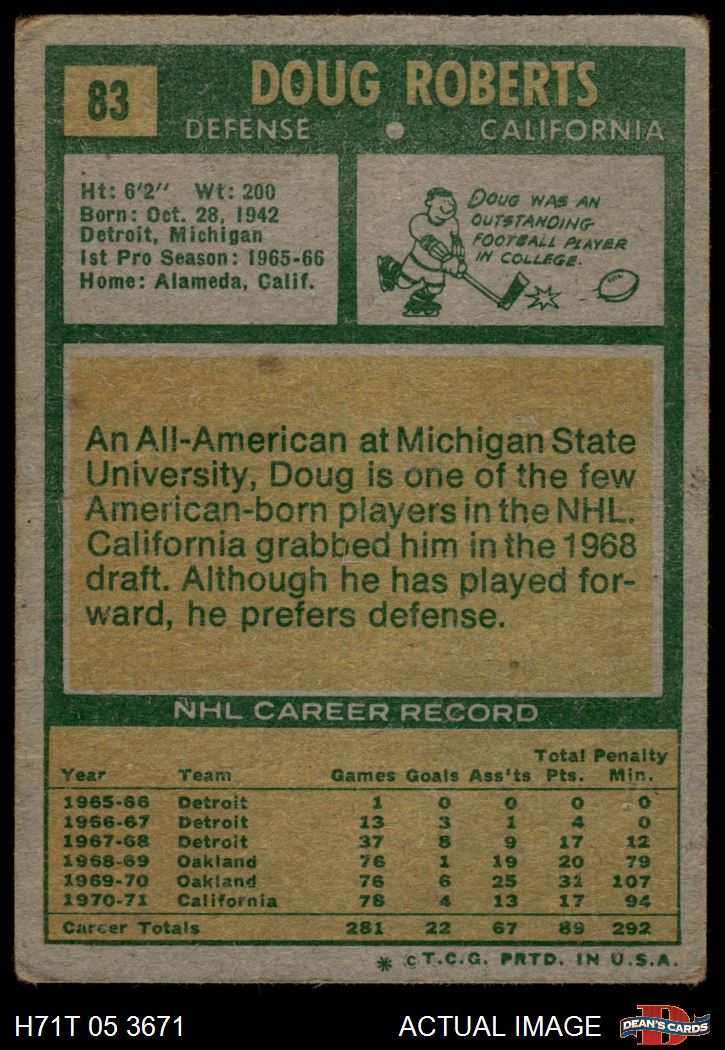 83
DOUG ROBERTS
DEFENSE • CALIFORNIA
Ht: 6'2" Wt: 200
Born: Oct. 28, 1942
Detroit, Michigan
1st Pro Season: 1965-66
Home: Alameda, Calif.
DOUG WAS AN
OUTSTANDING
FOOTBALL PLAYER
IN COLLEGE.
An All-American at Michigan State
University, Doug is one of the few
American-born players in the NHL.
California grabbed him in the 1968
draft. Although he has played for-
ward, he prefers defense.
NHL CAREER RECORD
Total Penalty
Year Team Games Goals Ass'ts Pts. Min.
1965-66 Detroit 1 0 0 0 0
1966-67 Detroit 13 3 1 4 0
1967-68 Detroit 37 8 9 17 12
1968-69 Oakland 76 1 19 20 79
1969-70 Oakland 76 6 25 31 107
1970-71 California 78 4 13 17 94
Career Totals 281 22 67 89 292
* © T.C.G. PRTD. IN U.S.A.
H71T 05 3671 ACTUAL IMAGE
D
DEAN'S CARDS